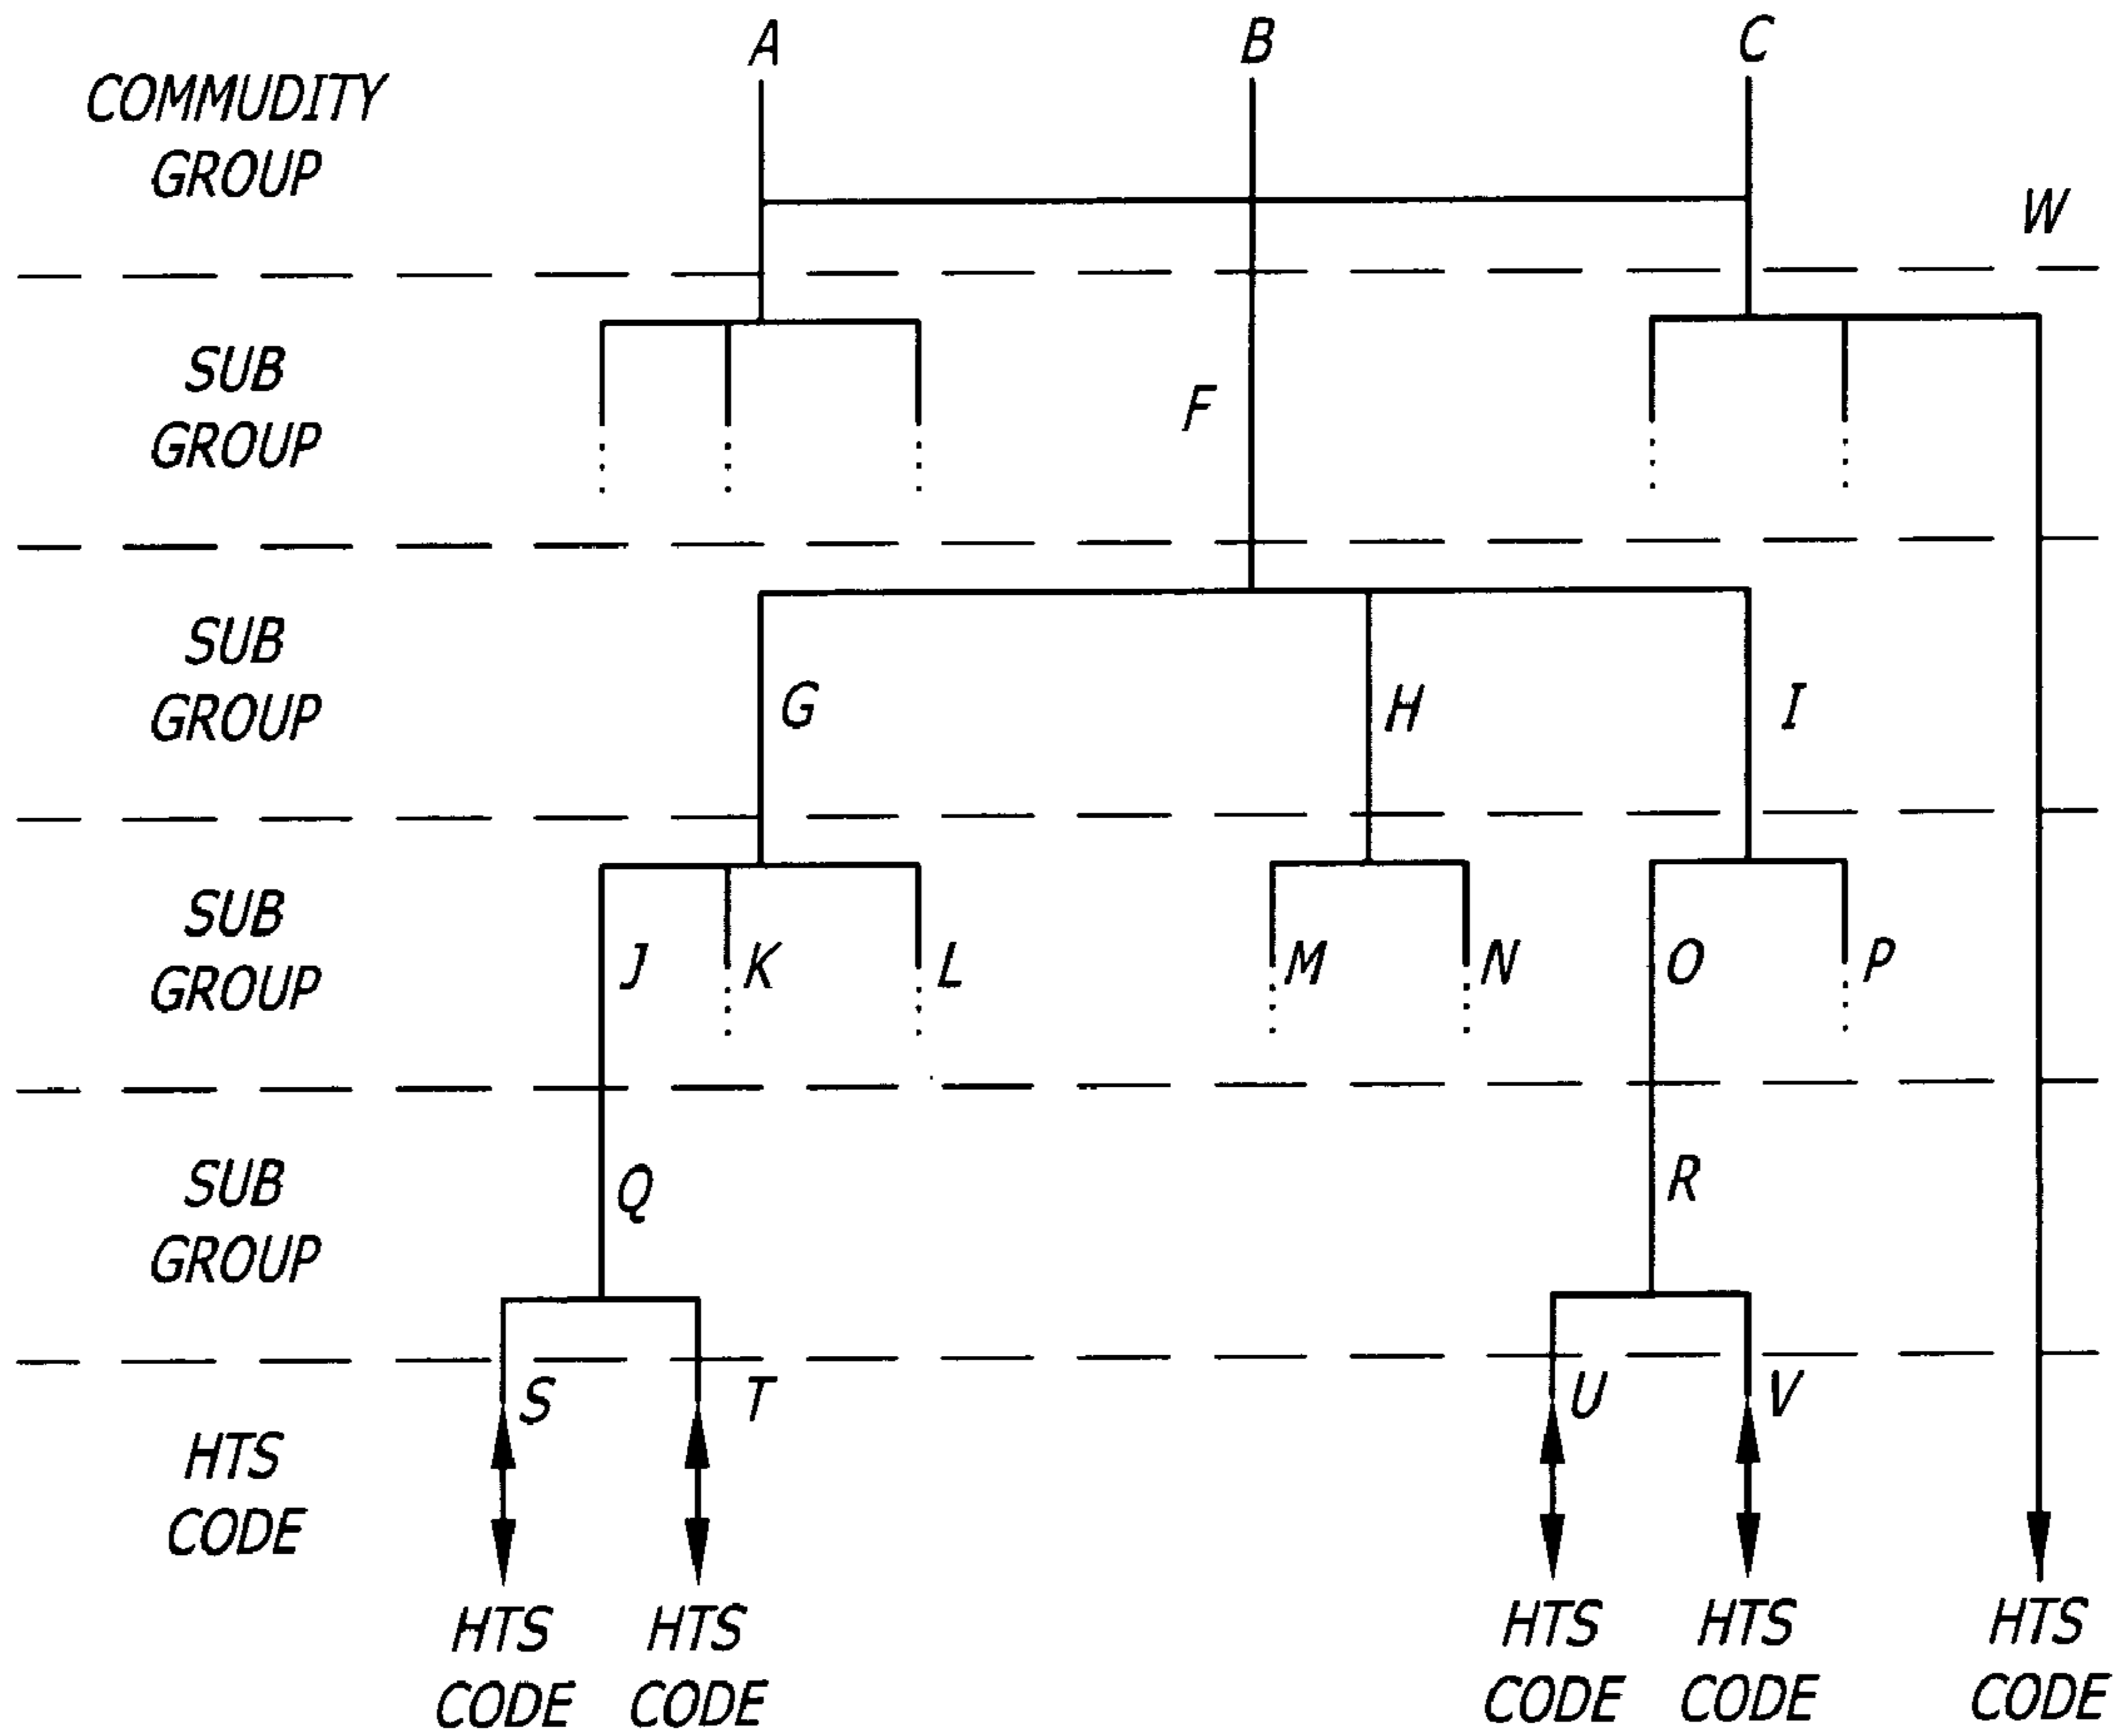 A B C
COMMUDITY
GROUP
W
SUB
GROUP
F
SUB
GROUP
G H I
SUB
GROUP
J K L M N O P
SUB
GROUP
Q R
S T U V
HTS
CODE
HTS HTS HTS HTS HTS
CODE CODE CODE CODE CODE